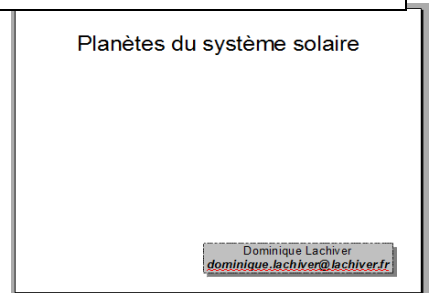 Planètes du système solaire
Dominique Lachiver
dominique.lachiver@lachiver.fr